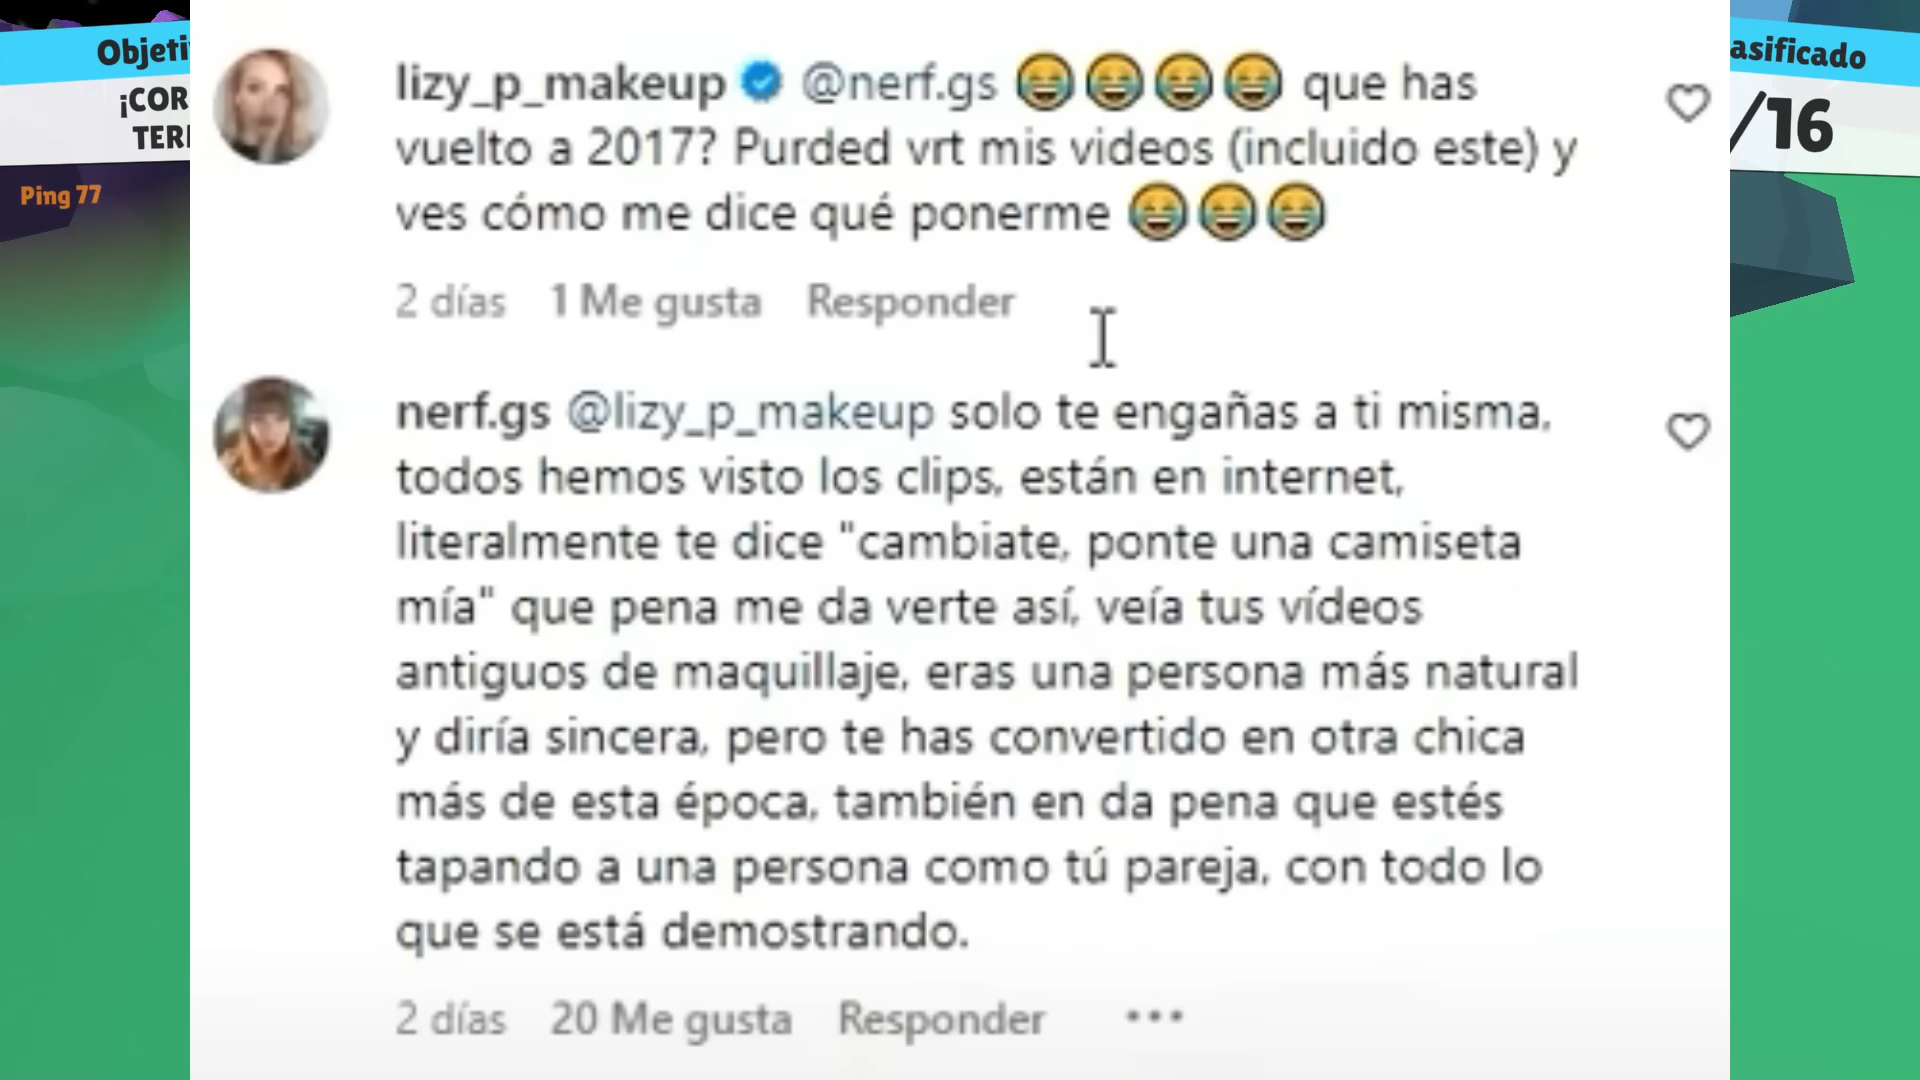 Objeti
¡COR
TER
Ping 77
asificado
/16
lizy_p_makeup @nerf.gs 😂😂😂😂 que has
vuelto a 2017? Purded vrt mis videos (incluido este) y
ves cómo me dice qué ponerme 😂😂😂
2 días 1 Me gusta Responder
nerf.gs @lizy_p_makeup solo te engañas a ti misma,
todos hemos visto los clips, están en internet,
literalmente te dice "cambiate, ponte una camiseta
mía" que pena me da verte así, veía tus vídeos
antiguos de maquillaje, eras una persona más natural
y diría sincera, pero te has convertido en otra chica
más de esta época, también en da pena que estés
tapando a una persona como tú pareja, con todo lo
que se está demostrando.
2 días 20 Me gusta Responder ...